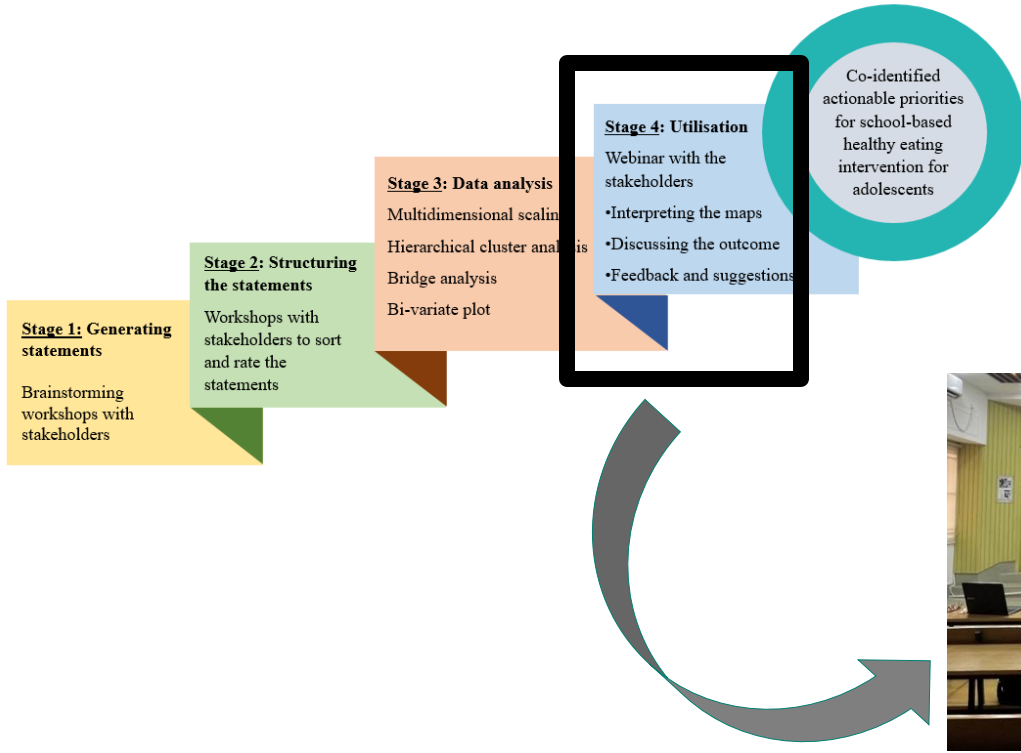 Stage 1: Generating
statements
Brainstorming
workshops with
stakeholders
Stage 2: Structuring
the statements
Workshops with
stakeholders to sort
and rate the
statements
Stage 3: Data analysis
Multidimensional scalin
Hierarchical cluster analysis
Bridge analysis
Bi-variate plot
Stage 4: Utilisation
Webinar with the
stakeholders
•Interpreting the maps
•Discussing the outcome
•Feedback and suggestions
Co-identified
actionable priorities
for school-based
healthy eating
intervention for
adolescents